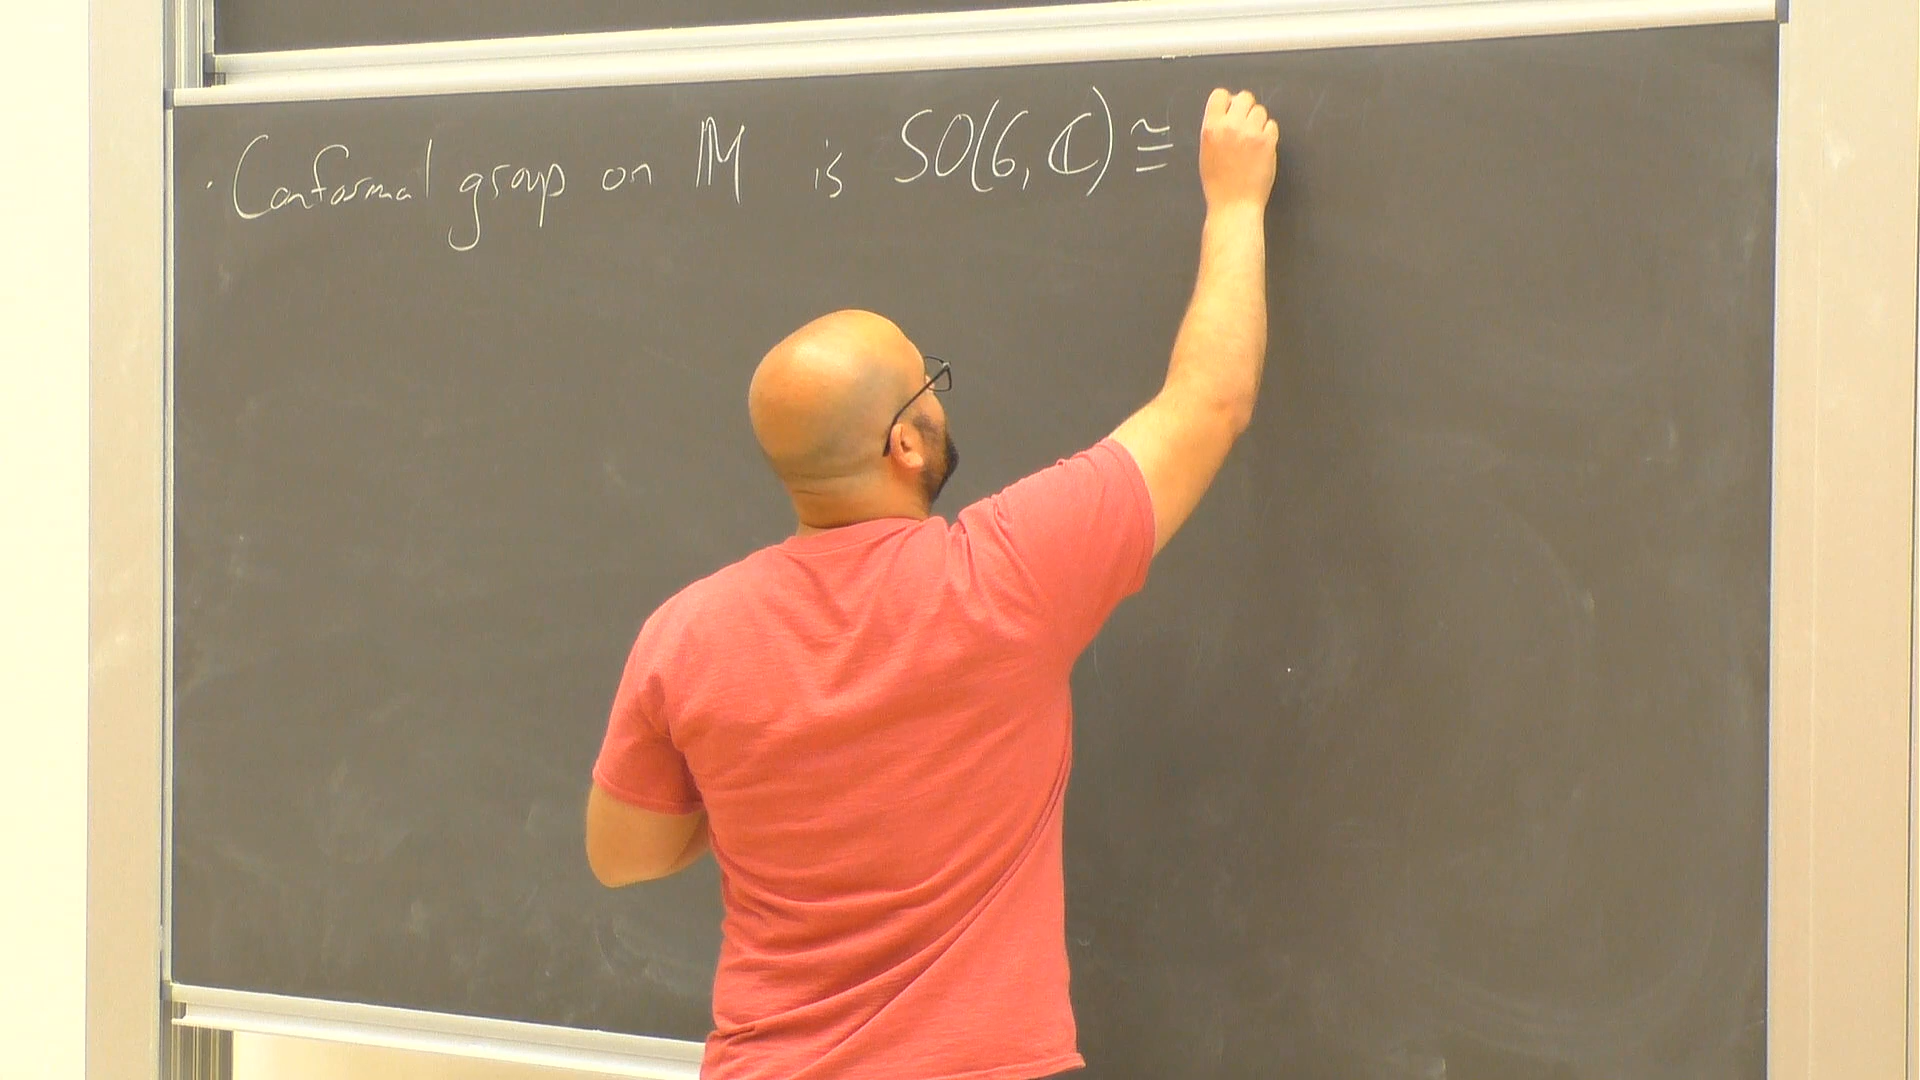 · Conformal group on 𝕄 is SO(6, ℂ) ≅